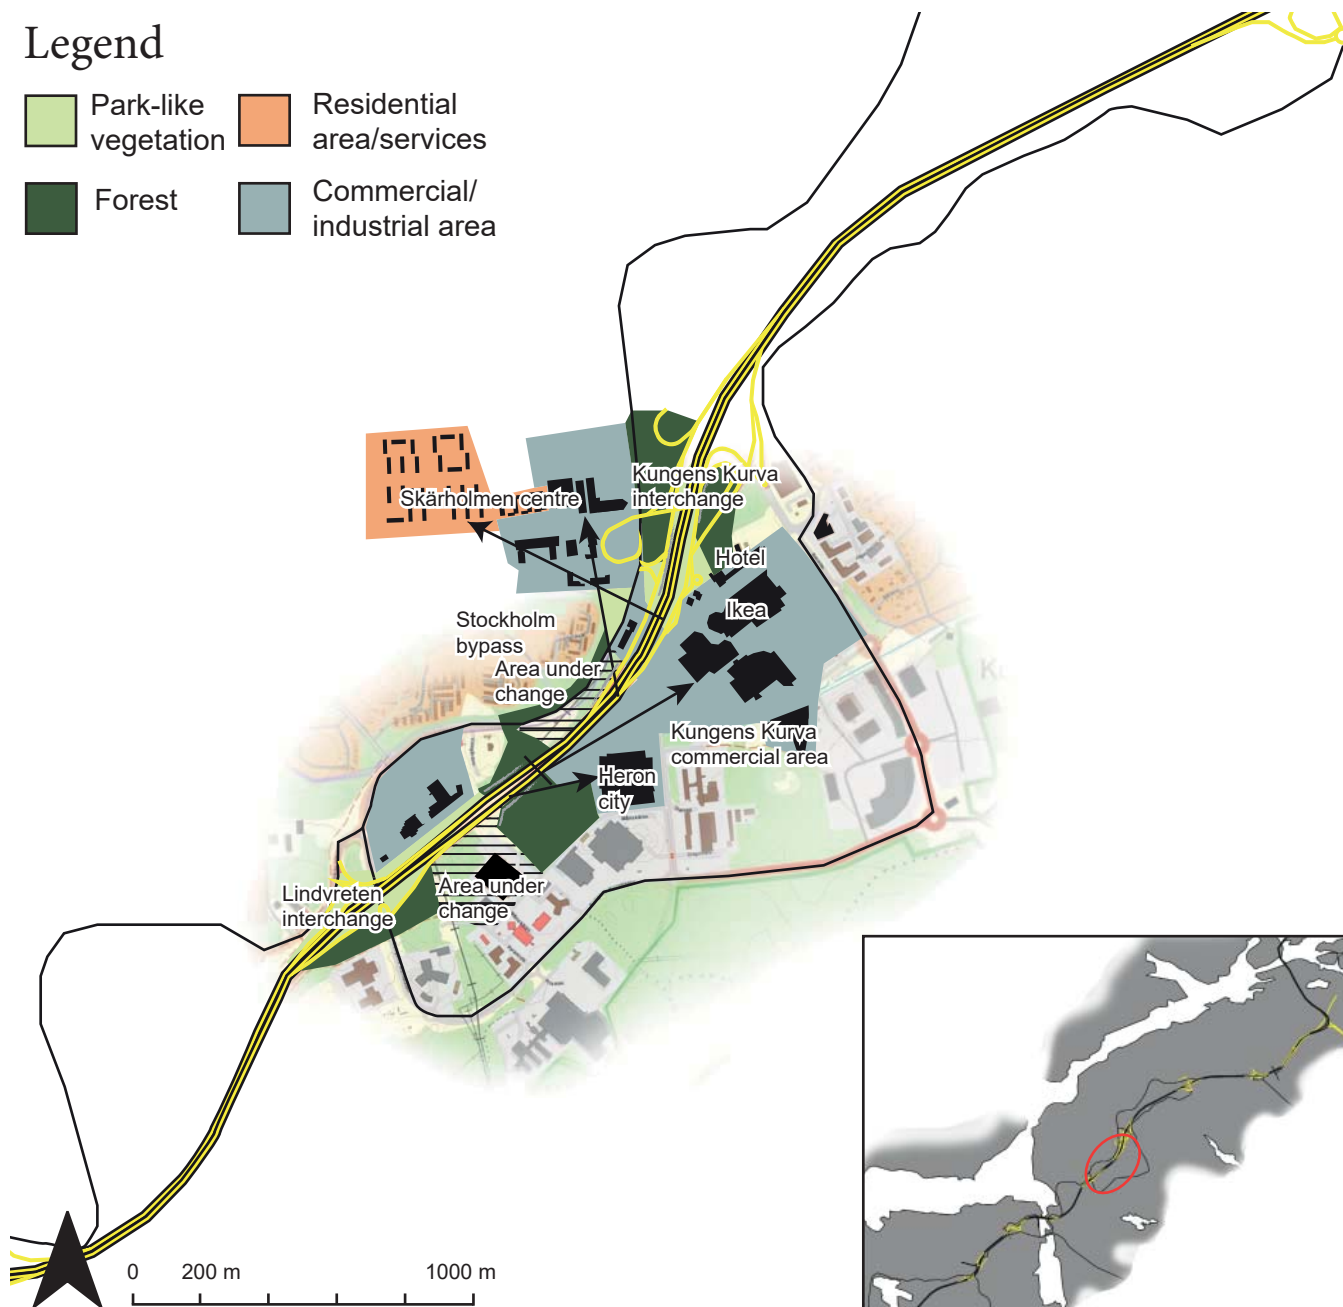 Legend
Park-like
vegetation
Residential
area/services
Forest
Commercial/
industrial area
Kungens Kurva
interchange
Skärholmen centre
Hotel
Ikea
Stockholm
bypass
Area under
change
Kungens Kurva
commercial area
Heron
city
Lindvreten
interchange
Area under
change
0
200 m
1000 m